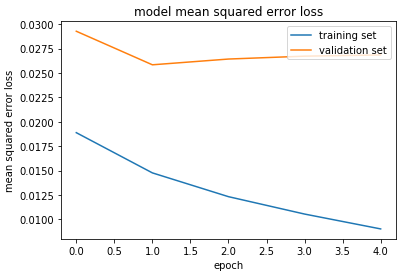 model mean squared error loss
training set
validation set
mean squared error loss
0.0300
0.0275
0.0250
0.0225
0.0200
0.0175
0.0150
0.0125
0.0100
0.0 0.5 1.0 1.5 2.0 2.5 3.0 3.5 4.0
epoch